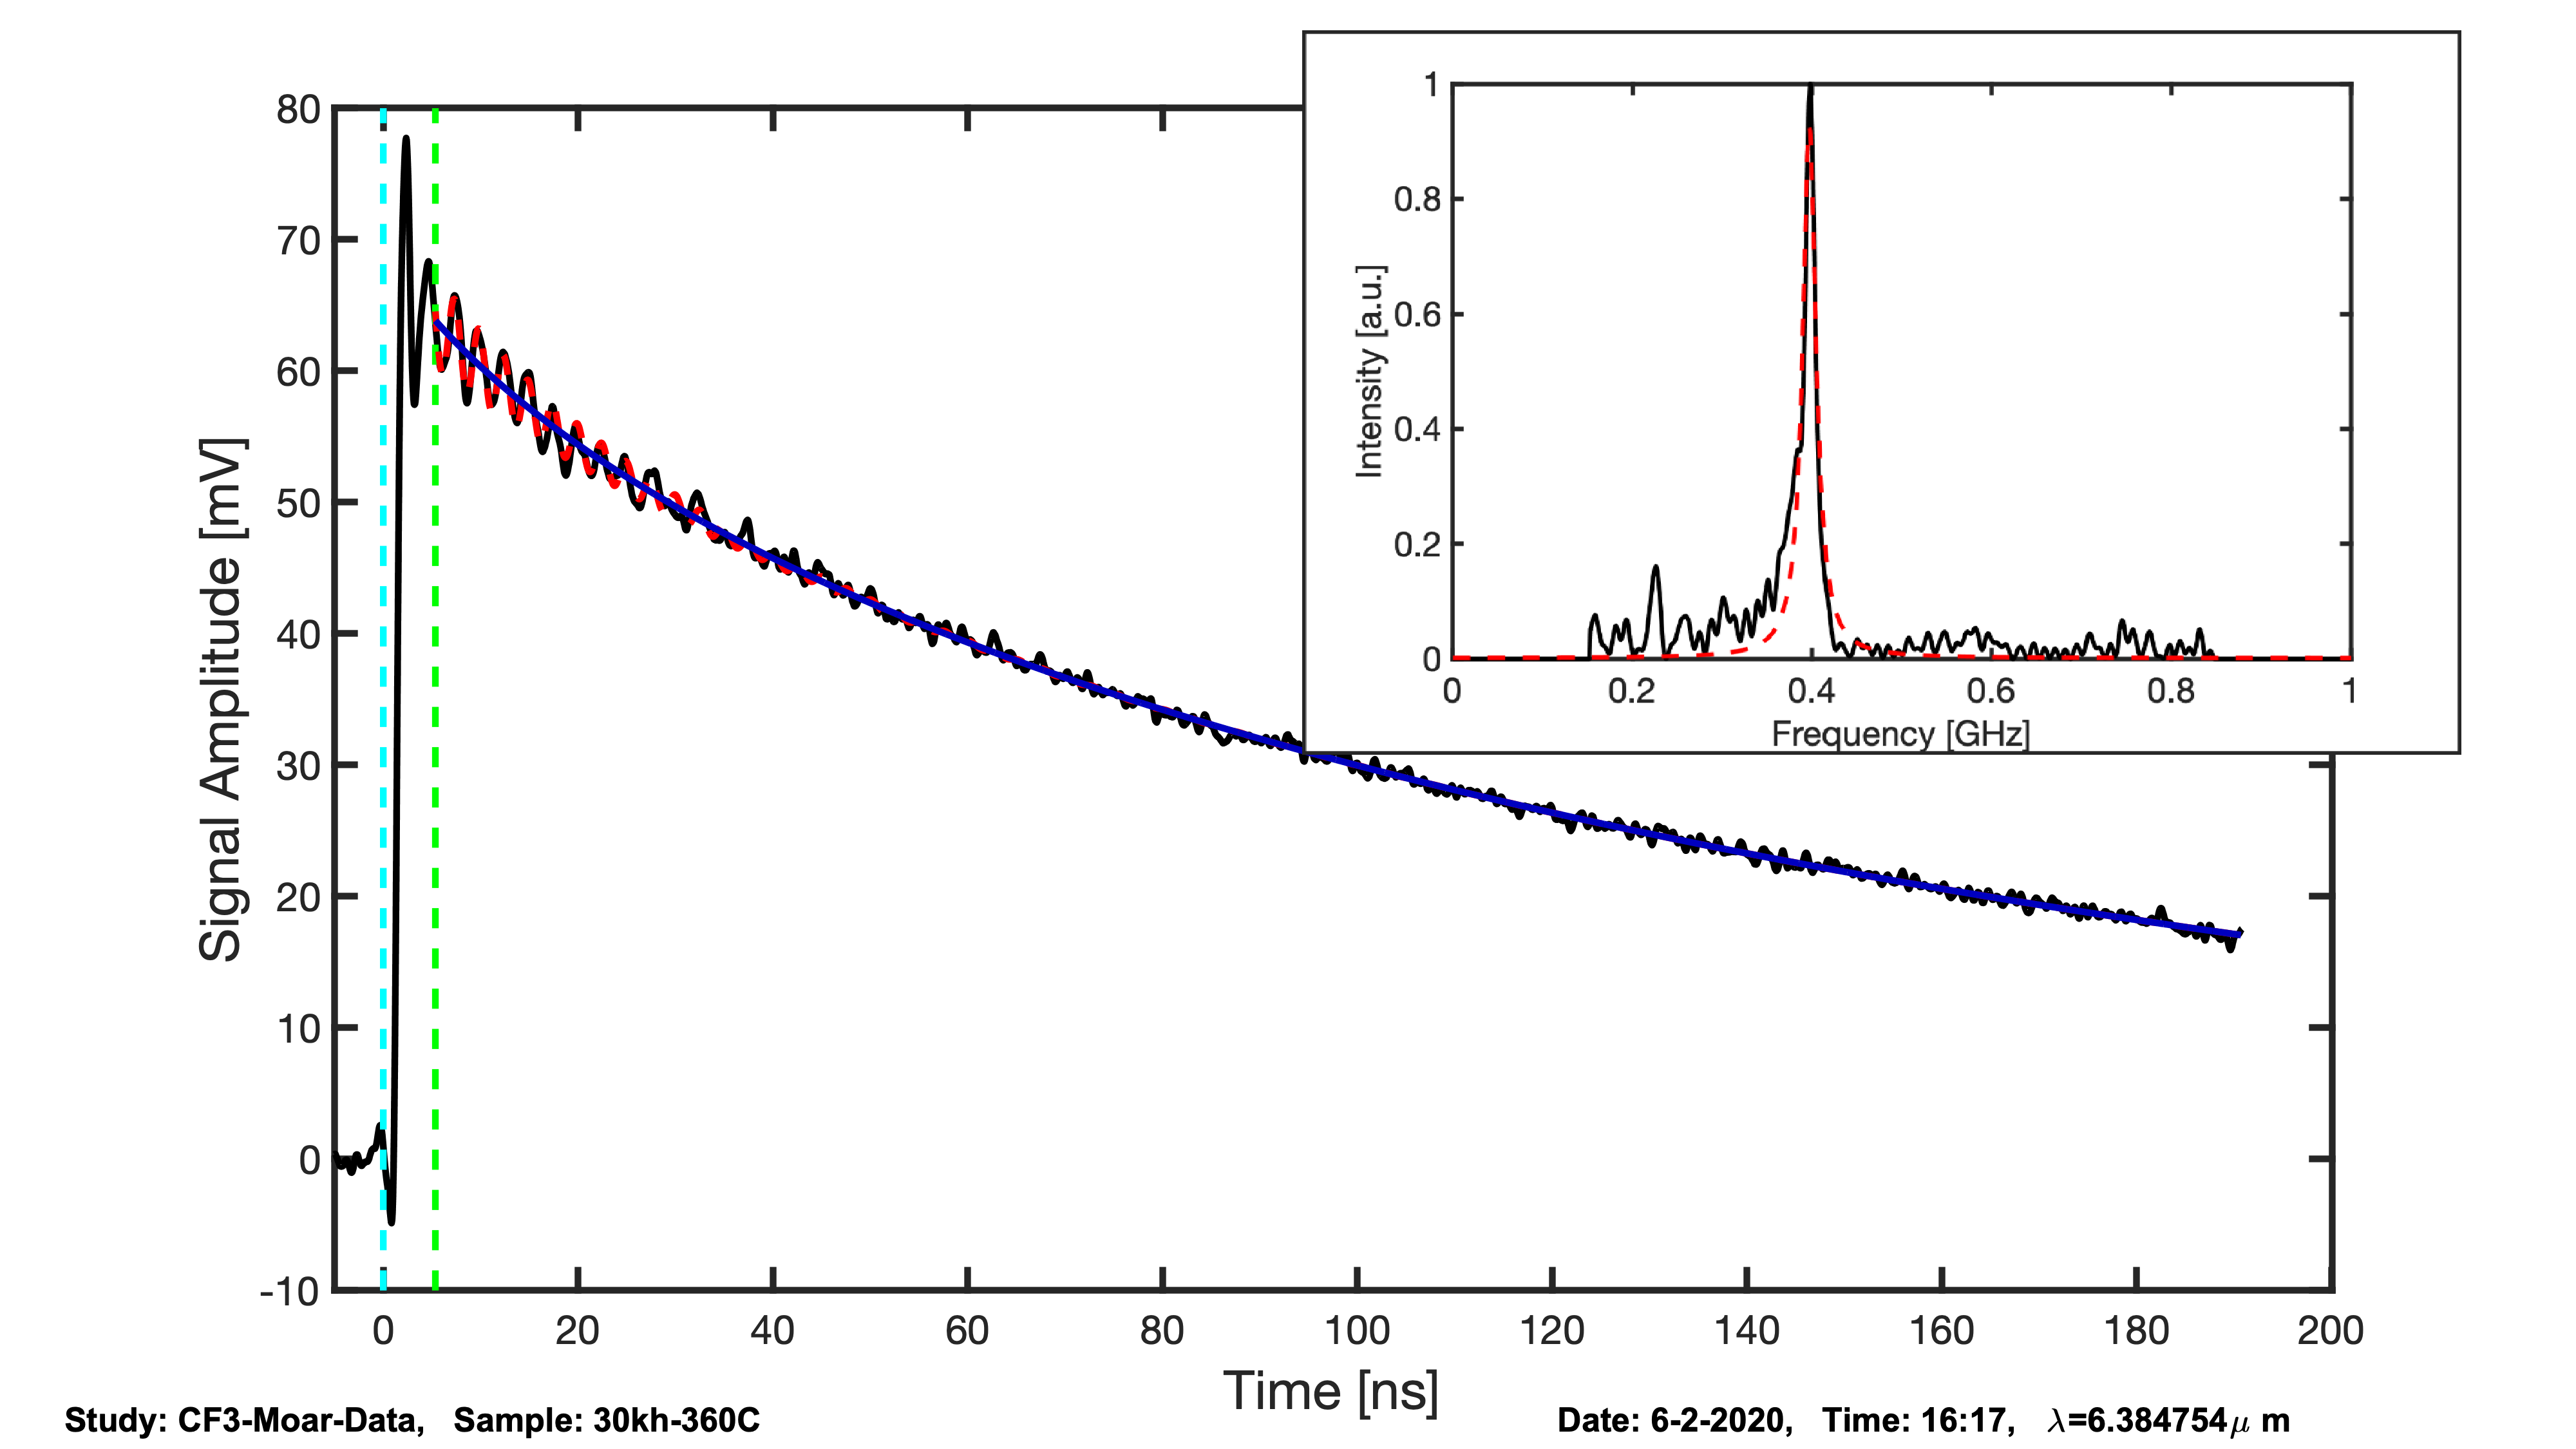 80
70
60
50
40
30
20
10
0
-10
Signal Amplitude [mV]
0 20 40 60 80 100 120 140 160 180 200
Time [ns]
1
0.8
0.6
0.4
0.2
0
Intensity [a.u.]
0 0.2 0.4 0.6 0.8 1
Frequency [GHz]
Study: CF3-Moar-Data, Sample: 30kh-360C
Date: 6-2-2020, Time: 16:17, λ=6.384754μ m